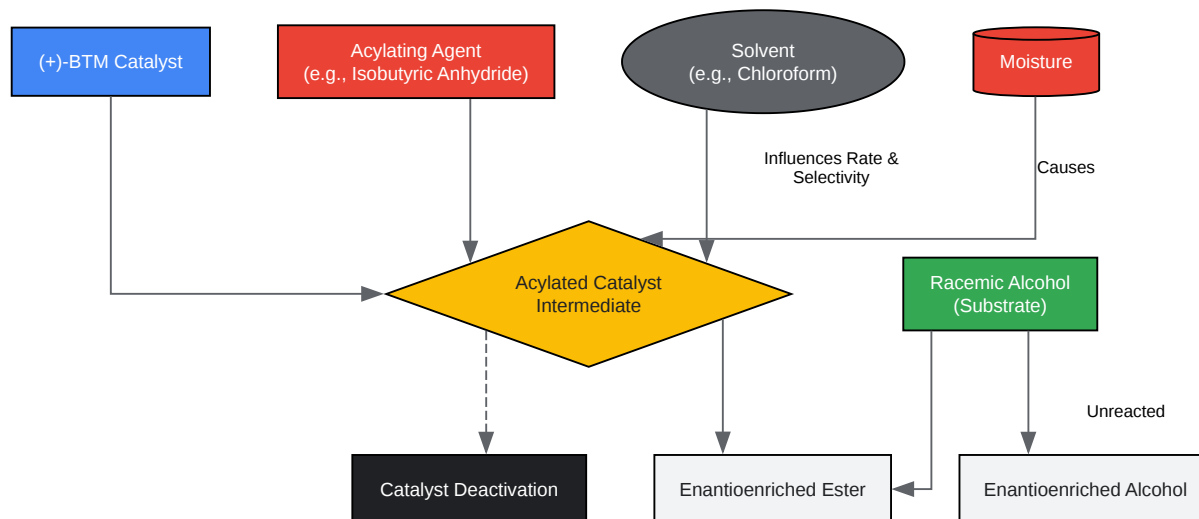 (+)-BTM Catalyst
Acylating Agent
(e.g., Isobutyric Anhydride)
Solvent
(e.g., Chloroform)
Moisture
Influences Rate &
Selectivity
Causes
Acylated Catalyst
Intermediate
Racemic Alcohol
(Substrate)
Unreacted
Catalyst Deactivation
Enantioenriched Ester
Enantioenriched Alcohol